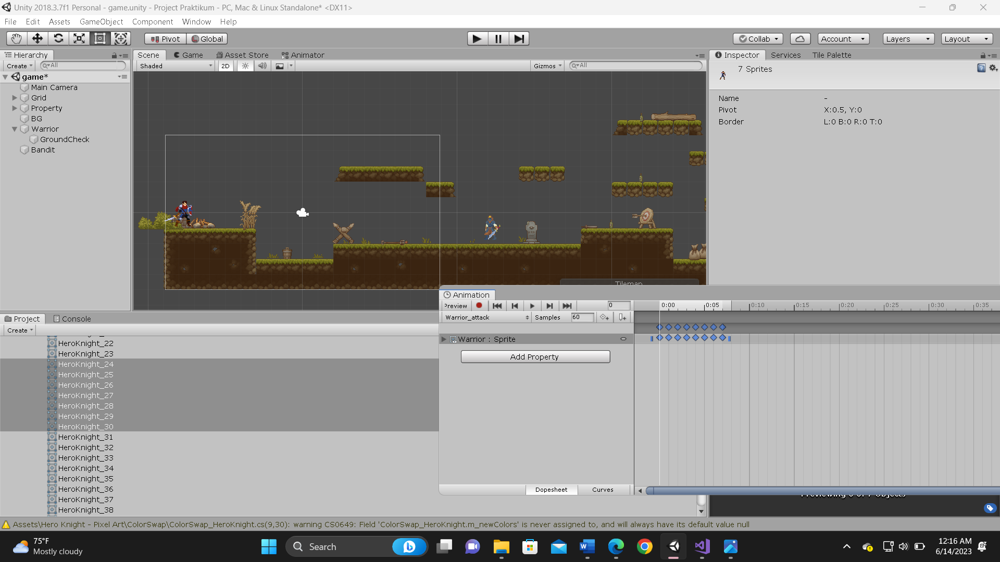 Unity 2018.3.7f1 Personal - game.unity - Project Praktikum - PC, Mac & Linux Standalone* <DX11>
File Edit Assets GameObject Component Window Help
Pivot Global Collab Account Layers Layout
Hierarchy
Create All
game*
Main Camera
Grid
Property
BG
Warrior
GroundCheck
Bandit
Scene Game Asset Store Animator
Shaded 2D Gizmos All
Tilemap
Inspector Services Tile Palette
7 Sprites
Name -
Pivot X:0.5, Y:0
Border L:0 B:0 R:0 T:0
Project Console
Create
HeroKnight_22
HeroKnight_23
HeroKnight_24
HeroKnight_25
HeroKnight_26
HeroKnight_27
HeroKnight_28
HeroKnight_29
HeroKnight_30
HeroKnight_31
HeroKnight_32
HeroKnight_33
HeroKnight_34
HeroKnight_35
HeroKnight_36
HeroKnight_37
HeroKnight_38
Animation
Preview 0 0:00 0:05 0:10 0:15 0:20 0:25 0:30 0:35
Warrior_attack Samples 60
Warrior : Sprite
Add Property
Dopesheet Curves
Previewing 6 of 7 Objects
Assets\Hero Knight - Pixel Art\ColorSwap\ColorSwap_HeroKnight.cs(9,30): warning CS0649: Field 'ColorSwap_HeroKnight.m_newColors' is never assigned to, and will always have its default value null
75°F
Mostly cloudy
Search
12:16 AM
6/14/2023